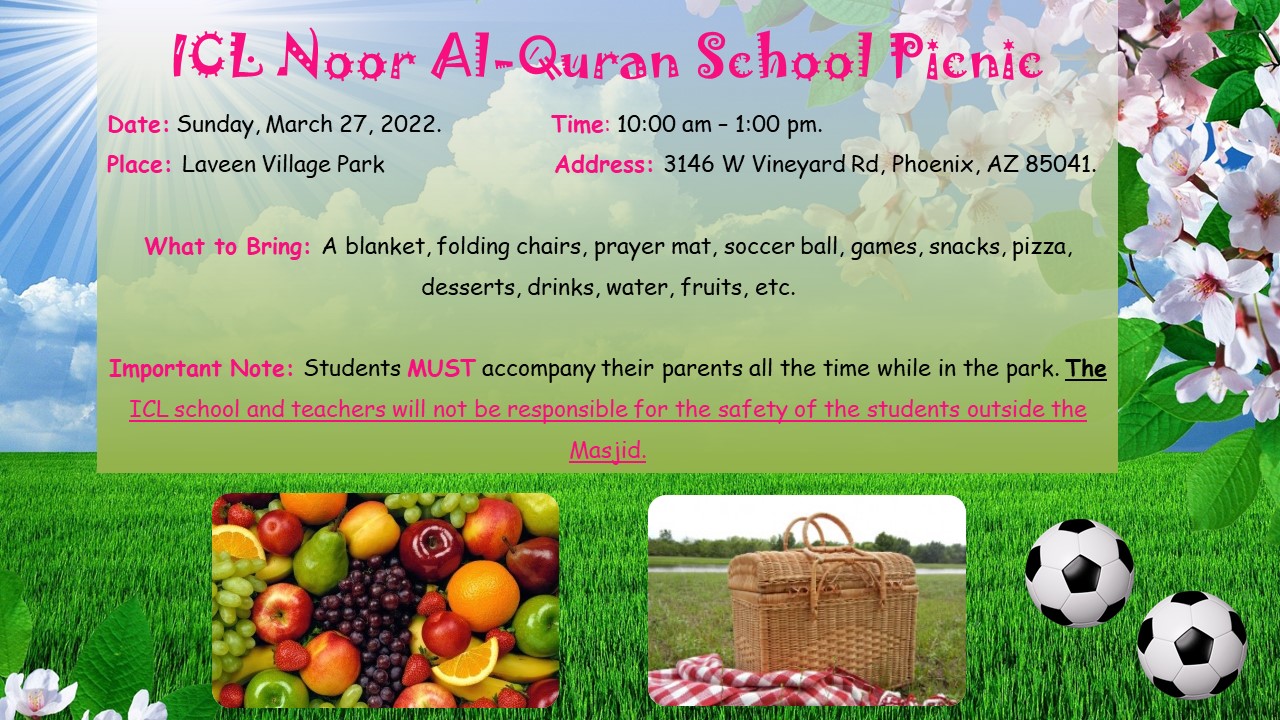 ICL Noor Al-Quran School Picnic
Date: Sunday, March 27, 2022. Time: 10:00 am – 1:00 pm.
Place: Laveen Village Park Address: 3146 W Vineyard Rd, Phoenix, AZ 85041.
What to Bring: A blanket, folding chairs, prayer mat, soccer ball, games, snacks, pizza,
desserts, drinks, water, fruits, etc.
Important Note: Students MUST accompany their parents all the time while in the park. The
ICL school and teachers will not be responsible for the safety of the students outside the
Masjid.